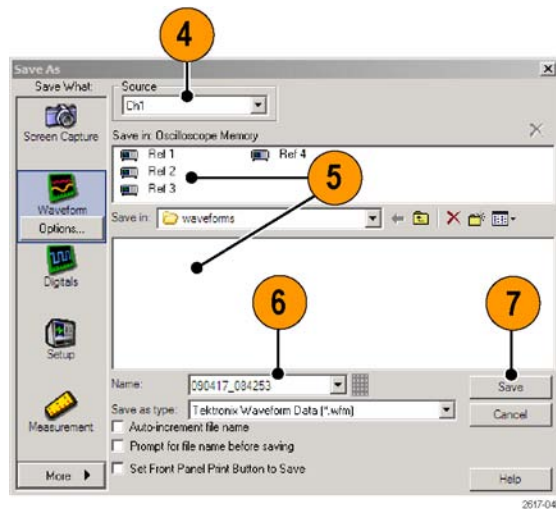 4
Save As
Save What:
Source
Ch1
Screen Capture
Save in: Oscilloscope Memory
Ref 1
Ref 4
Ref 2
Ref 3
5
Waveform
Options...
Save in:
waveforms
Digitals
6
7
Setup
Name:
090417_084253
Save
Save as type:
Tektronix Waveform Data (*.wfm)
Cancel
Measurement
Auto-increment file name
Prompt for file name before saving
Set Front Panel Print Button to Save
More
Help
2617-04